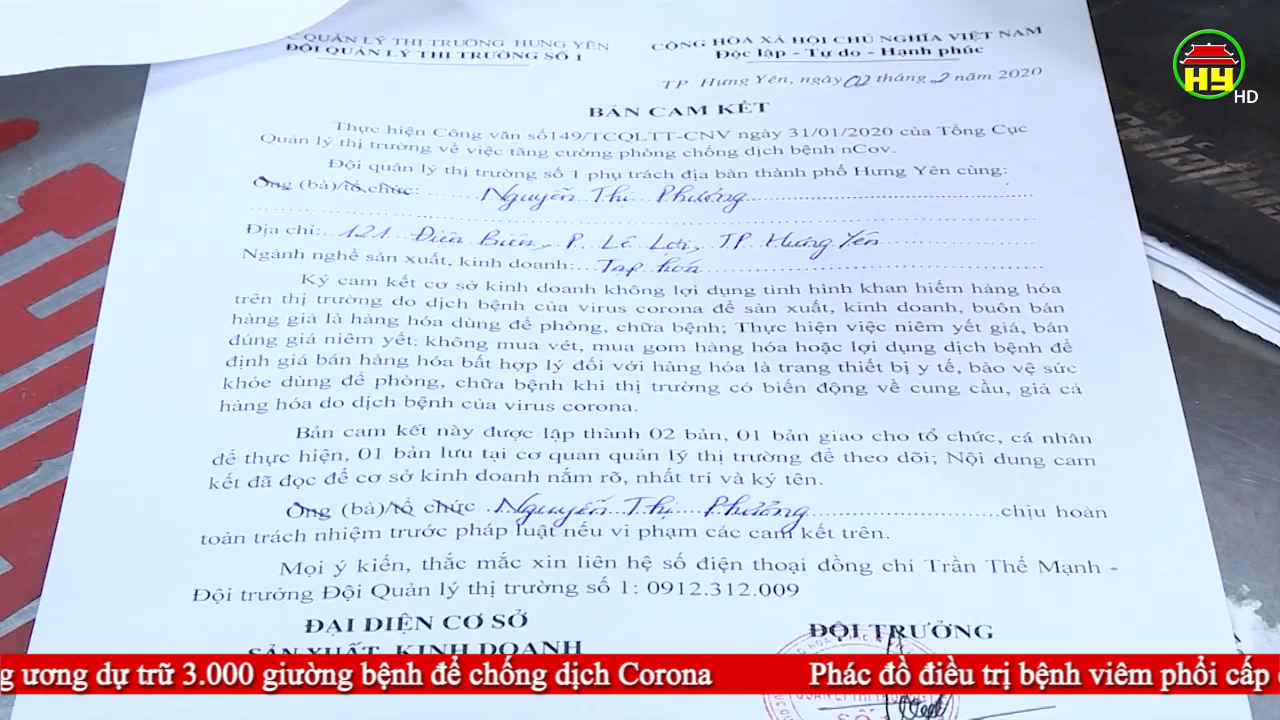 C QUẢN LÝ THỊ TRƯỜNG HƯNG YÊN
ĐỘI QUẢN LÝ THỊ TRƯỜNG SỐ 1
CỘNG HÒA XÃ HỘI CHỦ NGHĨA VIỆT NAM
Độc lập - Tự do - Hạnh phúc
TP. Hưng Yên, ngày 02 tháng 2 năm 2020
HY
HD
BẢN CAM KẾT
Thực hiện Công văn số149/TCQLTT-CNV ngày 31/01/2020 của Tổng Cục
Quản lý thị trường về việc tăng cường phòng chống dịch bệnh nCov.
Đội quản lý thị trường số 1 phụ trách địa bàn thành phố Hưng Yên cùng:
Ông (bà)/tổ chức: Nguyễn Thị Phưởng
Địa chỉ: 121 Điện Biên, P. Lê Lợi, TP Hưng Yên
Ngành nghề sản xuất, kinh doanh: Tạp hóa
Ký cam kết cơ sở kinh doanh không lợi dụng tình hình khan hiếm hàng hóa
trên thị trường do dịch bệnh của virus corona để sản xuất, kinh doanh, buôn bán
hàng giả là hàng hóa dùng để phòng, chữa bệnh; Thực hiện việc niêm yết giá, bán
đúng giá niêm yết; không mua vét, mua gom hàng hóa hoặc lợi dụng dịch bệnh để
định giá bán hàng hóa bất hợp lý đối với hàng hóa là trang thiết bị y tế, bảo vệ sức
khỏe dùng để phòng, chữa bệnh khi thị trường có biến động về cung cầu, giá cả
hàng hóa do dịch bệnh của virus corona.
Bản cam kết này được lập thành 02 bản, 01 bản giao cho tổ chức, cá nhân
để thực hiện, 01 bản lưu tại cơ quan quản lý thị trường để theo dõi; Nội dung cam
kết đã đọc để cơ sở kinh doanh nắm rõ, nhất trí và ký tên.
Ông (bà)/tổ chức Nguyễn Thị Phưởng chịu hoàn
toàn trách nhiệm trước pháp luật nếu vi phạm các cam kết trên.
Mọi ý kiến, thắc mắc xin liên hệ số điện thoại đồng chí Trần Thế Mạnh -
Đội trưởng Đội Quản lý thị trường số 1: 0912.312.009
ĐẠI DIỆN CƠ SỞ
SẢN XUẤT, KINH DOANH
ĐỘI TRƯỞNG
g ương dự trữ 3.000 giường bệnh để chống dịch Corona
Phác đồ điều trị bệnh viêm phổi cấp